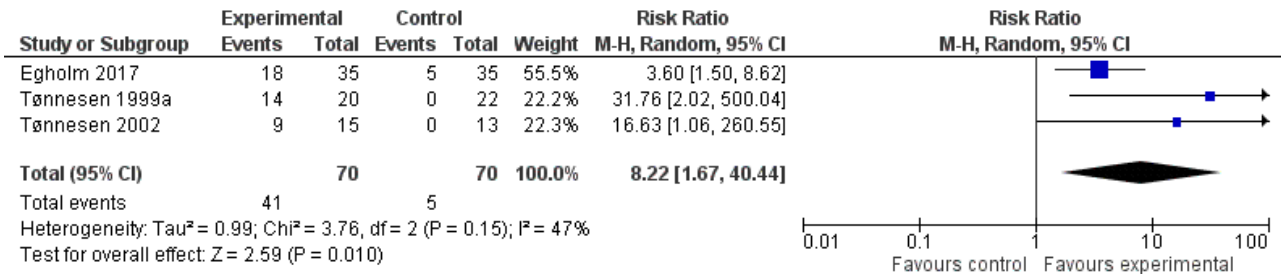 Experimental Control Risk Ratio Risk Ratio
Study or Subgroup Events Total Events Total Weight M-H, Random, 95% CI M-H, Random, 95% CI
Egholm 2017 18 35 5 35 55.5% 3.60 [1.50, 8.62]
Tønnesen 1999a 14 20 0 22 22.2% 31.76 [2.02, 500.04]
Tønnesen 2002 9 15 0 13 22.3% 16.63 [1.06, 260.55]
Total (95% CI) 70 70 100.0% 8.22 [1.67, 40.44]
Total events 41 5
Heterogeneity: Tau² = 0.99; Chi² = 3.76, df = 2 (P = 0.15); I² = 47%
Test for overall effect: Z = 2.59 (P = 0.010)
0.01 0.1 1 10 100
Favours control Favours experimental